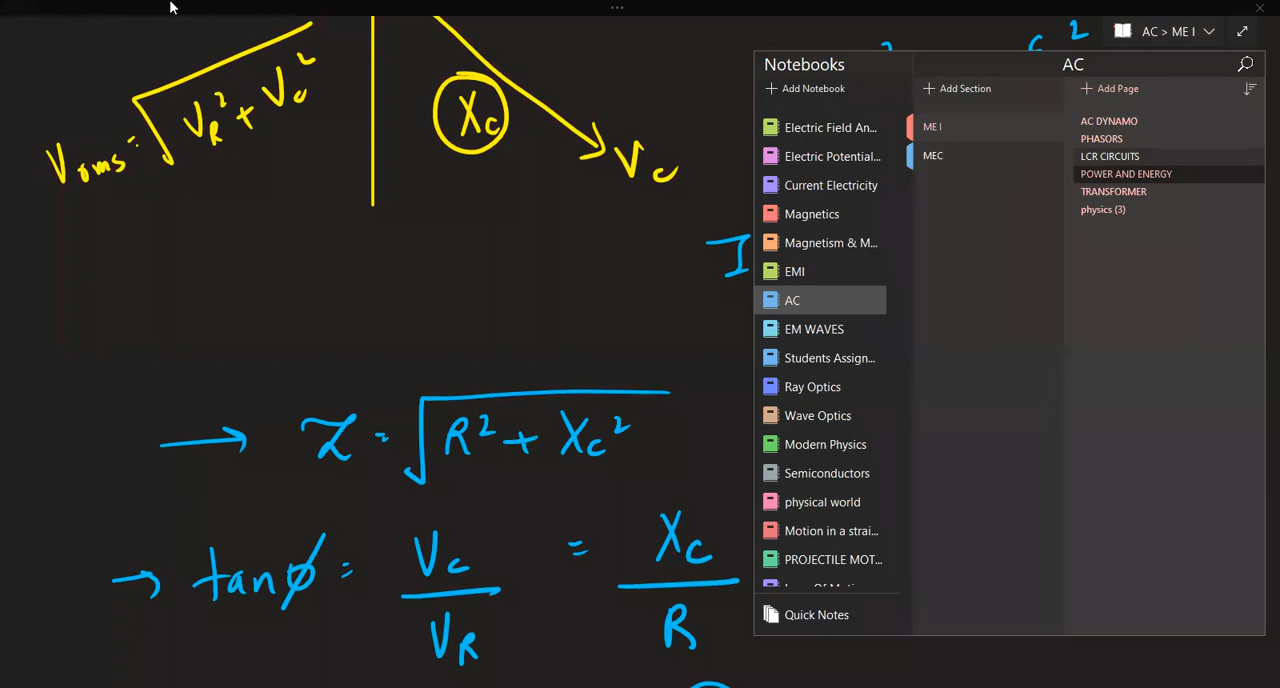 Vrms = √VR² + Vc²
Xc
Vc
I
→ Z = √R² + Xc²
→ tanφ = Vc / VR = Xc / R
2
AC > ME I
Notebooks
+ Add Notebook
Electric Field An...
Electric Potential...
Current Electricity
Magnetics
Magnetism & M...
EMI
AC
EM WAVES
Students Assign...
Ray Optics
Wave Optics
Modern Physics
Semiconductors
physical world
Motion in a strai...
PROJECTILE MOT...
Quick Notes
AC
+ Add Section
ME I
MEC
+ Add Page
AC DYNAMO
PHASORS
LCR CIRCUITS
POWER AND ENERGY
TRANSFORMER
physics (3)